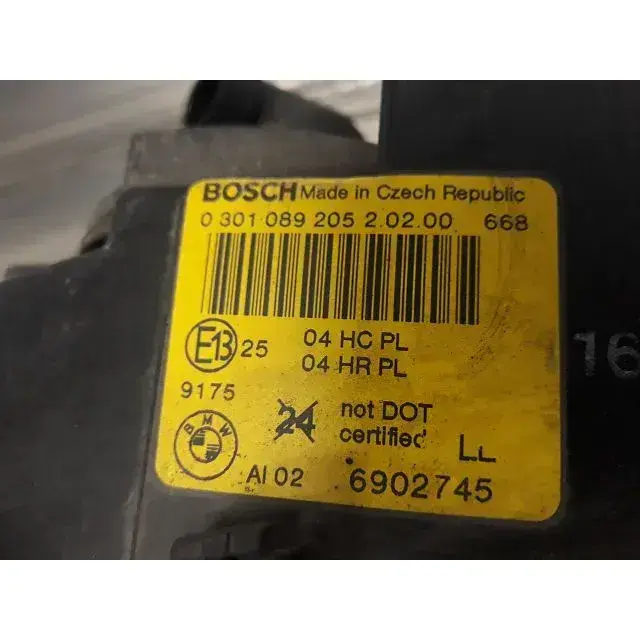 BOSCH Made in Czech Republic
0 301 089 205 2.02.00 668
E13 25 04 HC PL
04 HR PL
9175
24 not DOT
certified LL
BMW
AI 02 6902745
16